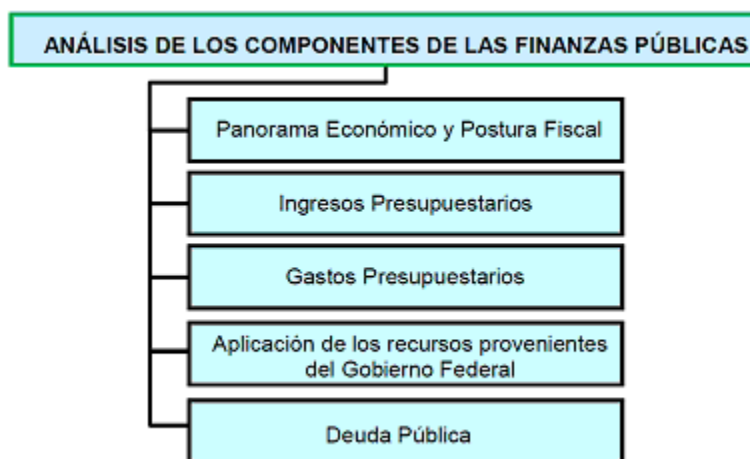 ANÁLISIS DE LOS COMPONENTES DE LAS FINANZAS PÚBLICAS
Panorama Económico y Postura Fiscal
Ingresos Presupuestarios
Gastos Presupuestarios
Aplicación de los recursos provenientes
del Gobierno Federal
Deuda Pública